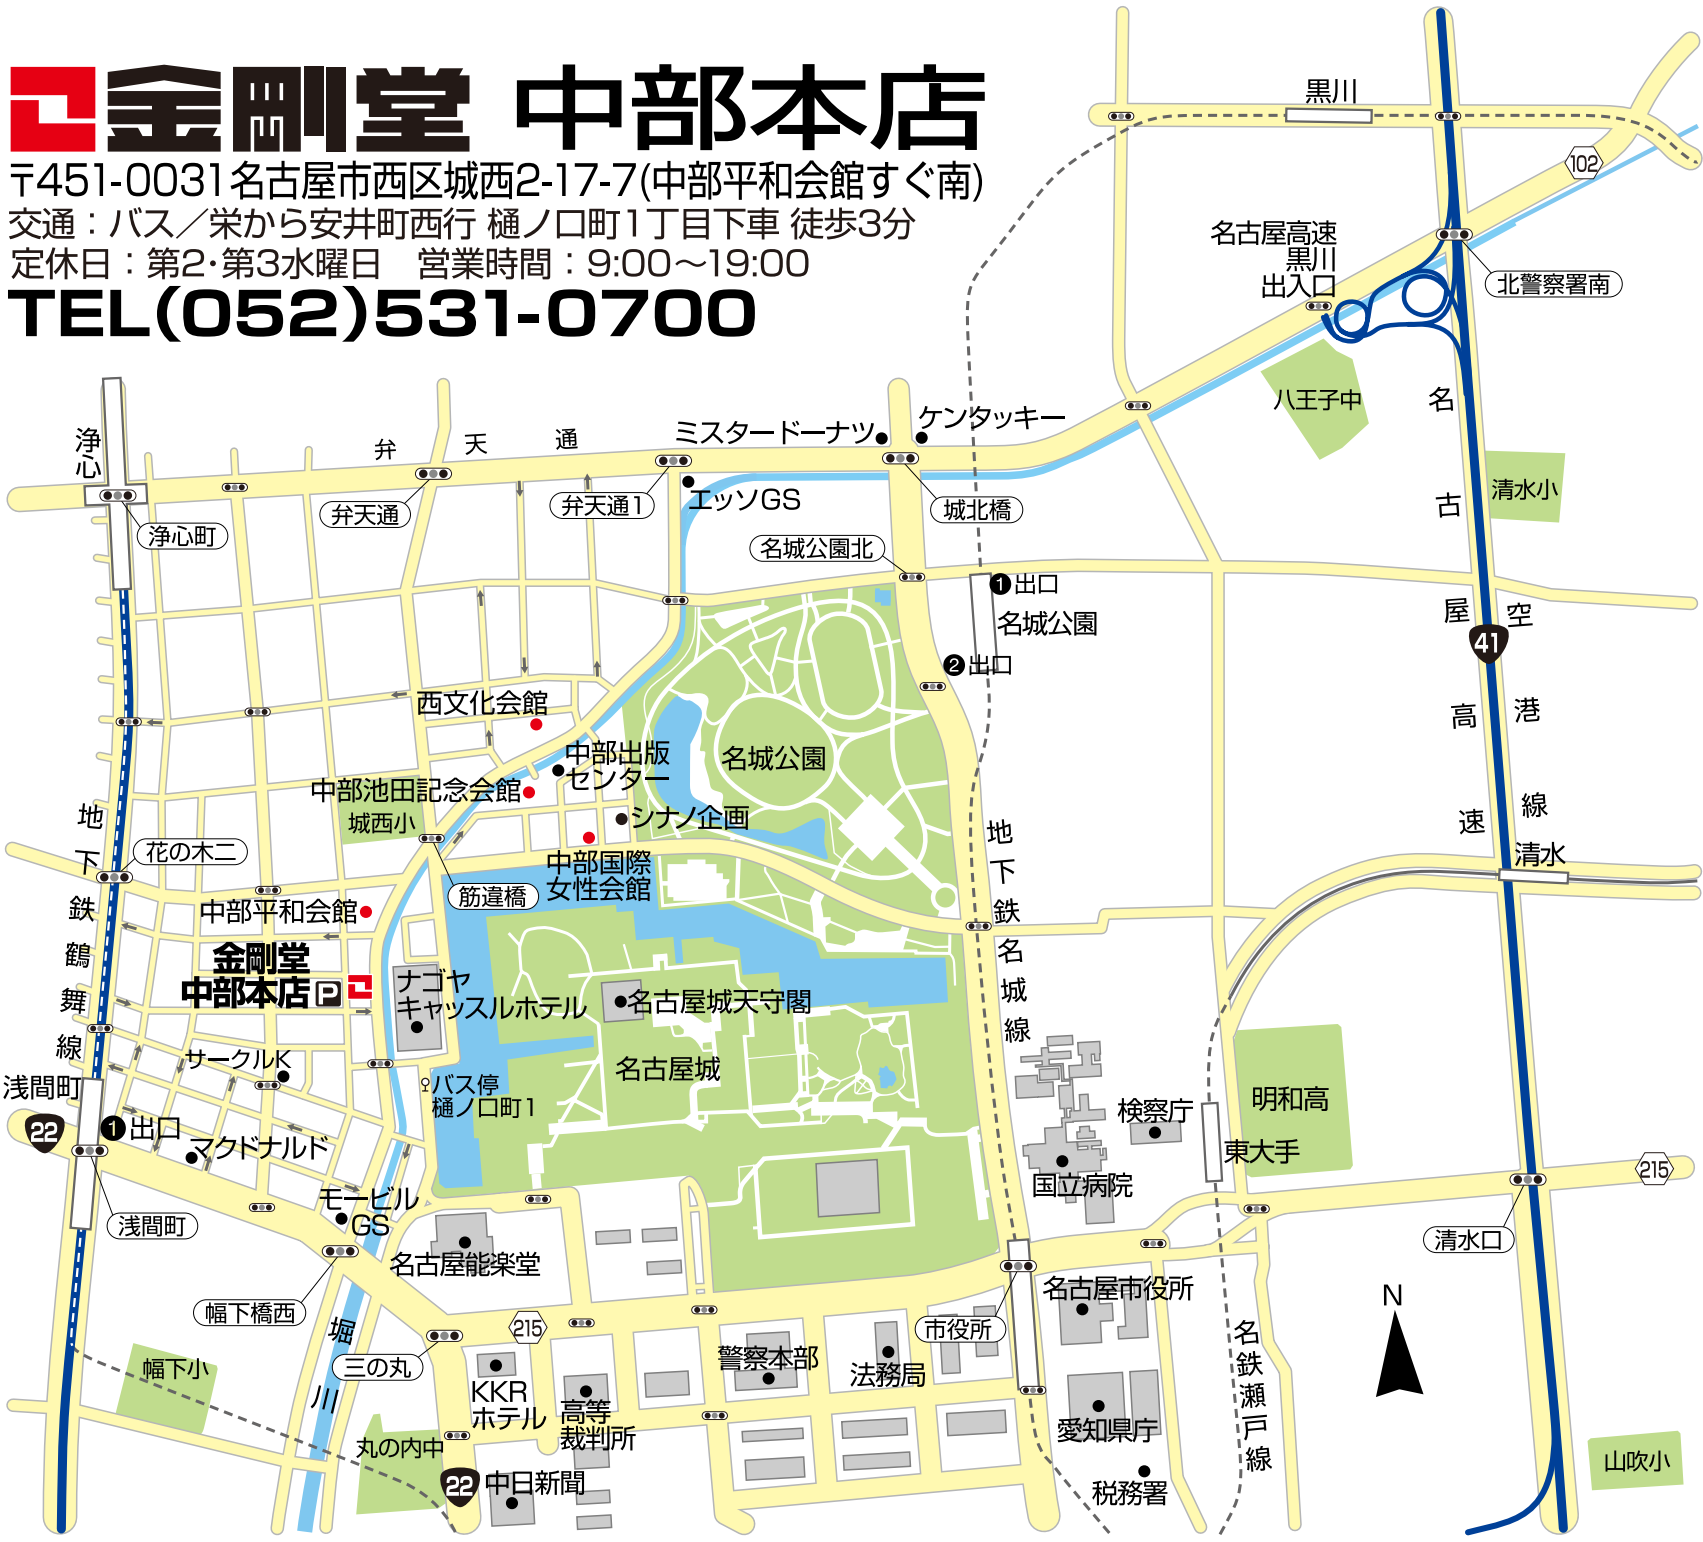 金剛堂 中部本店
〒451-0031 名古屋市西区城西2-17-7(中部平和会館すぐ南)
交通：バス／栄から安井町西行 樋ノ口町1丁目下車 徒歩3分
定休日：第2・第3水曜日　営業時間：9:00～19:00
TEL(052)531-0700
黒川
102
名古屋高速
黒川
出入口
北警察署南
八王子中
清水小
浄心
浄心町
弁天通
弁天通
弁天通1
ミスタードーナツ
ケンタッキー
エッソGS
城北橋
名城公園北
1 出口
名城公園
2 出口
名古屋高速
空港線
41
西文化会館
中部出版
センター
中部池田記念会館
城西小
シナノ企画
名城公園
中部国際
女性会館
筋違橋
花の木二
地下鉄鶴舞線
中部平和会館
金剛堂
中部本店 P
ナゴヤ
キャッスルホテル
名古屋城天守閣
名古屋城
地下鉄名城線
清水
サークルK
バス停
樋ノ口町1
浅間町
22
1 出口
マクドナルド
浅間町
モービル
GS
名古屋能楽堂
幅下橋西
検察庁
国立病院
明和高
東大手
215
清水口
名古屋市役所
市役所
N
堀川
三の丸
215
幅下小
KKR
ホテル
高等
裁判所
警察本部
法務局
愛知県庁
名鉄瀬戸線
丸の内中
22
中日新聞
税務署
山吹小